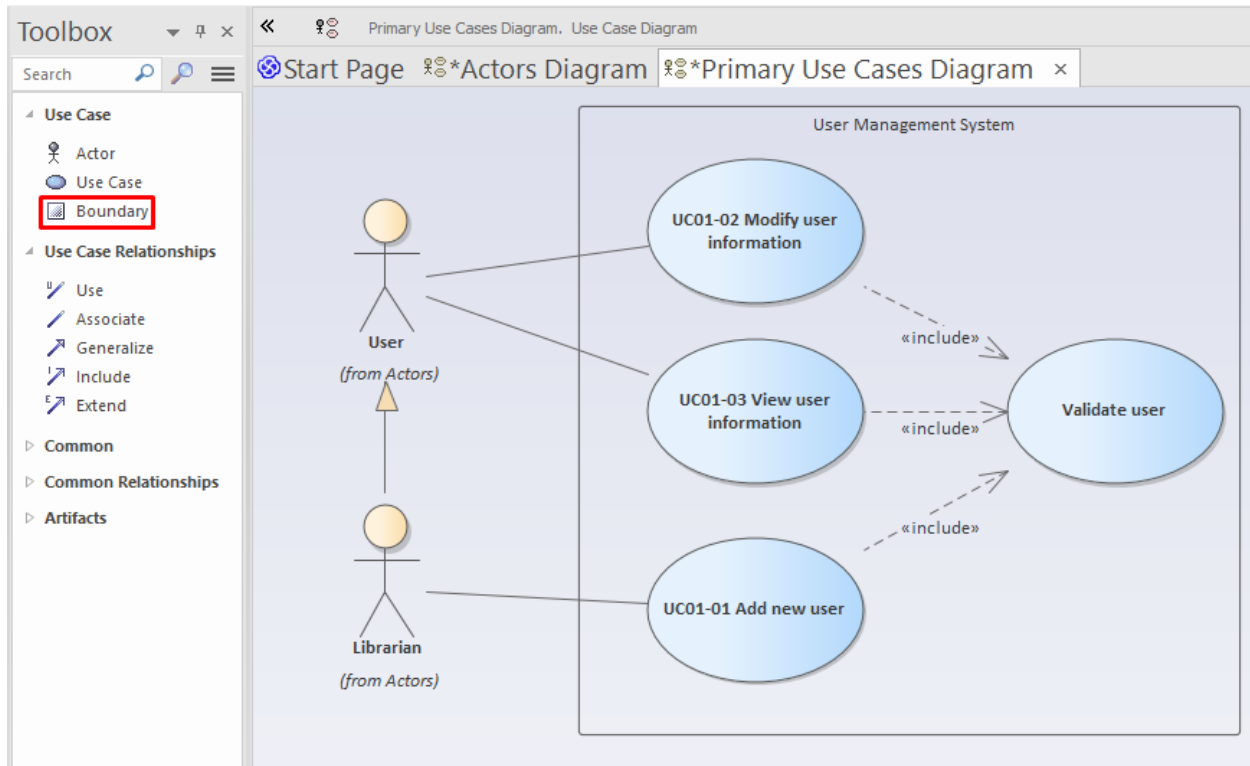 Toolbox
Search
Use Case
Actor
Use Case
Boundary
Use Case Relationships
Use
Associate
Generalize
Include
Extend
Common
Common Relationships
Artifacts
Primary Use Cases Diagram. Use Case Diagram
Start Page *Actors Diagram *Primary Use Cases Diagram ×
User Management System
UC01-02 Modify user
information
User
(from Actors)
«include»
UC01-03 View user
information
«include»
Validate user
«include»
UC01-01 Add new user
Librarian
(from Actors)